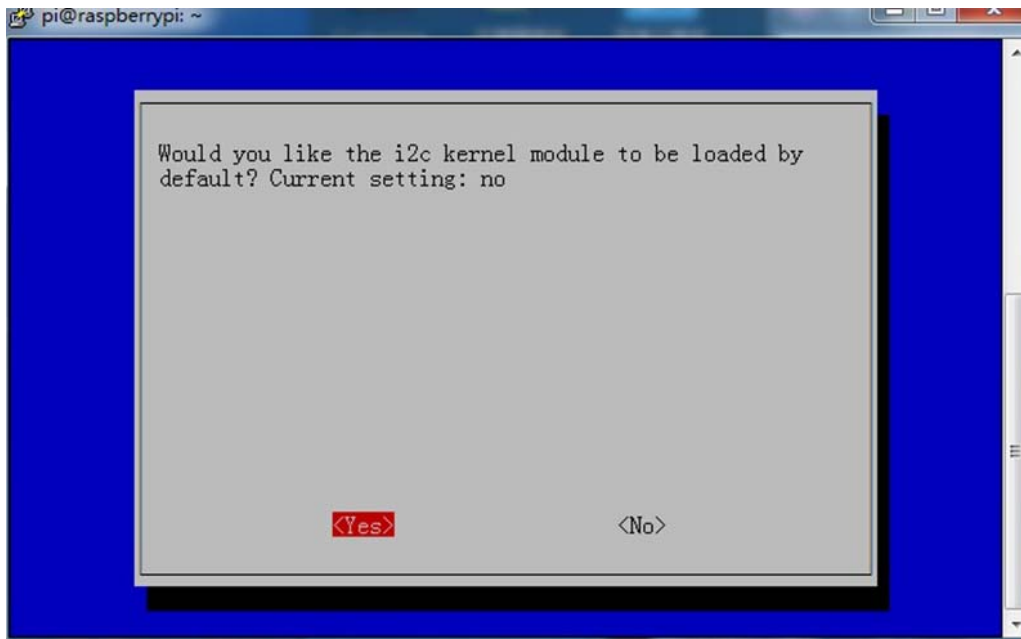 pi@raspberrypi: ~
Would you like the i2c kernel module to be loaded by
default? Current setting: no
<Yes> <No>